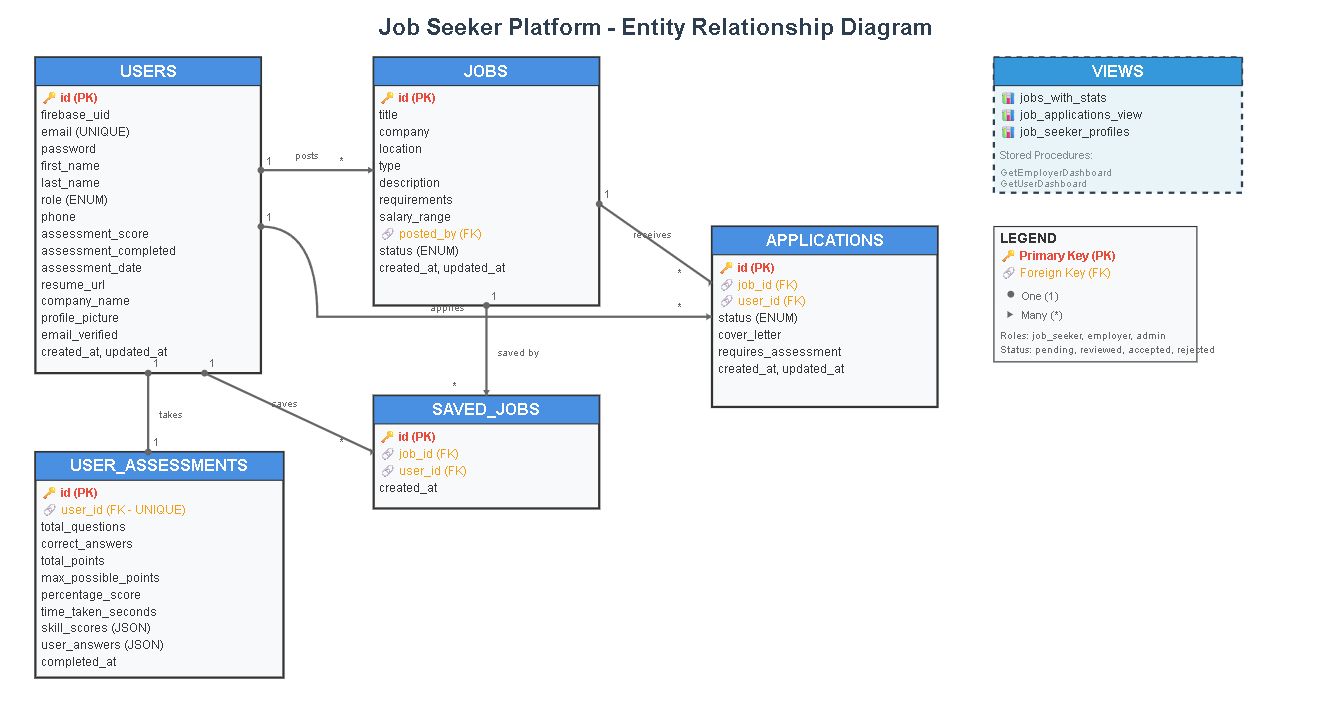 Job Seeker Platform - Entity Relationship Diagram
USERS
id (PK)
firebase_uid
email (UNIQUE)
password
first_name
last_name
role (ENUM)
phone
assessment_score
assessment_completed
assessment_date
resume_url
company_name
profile_picture
email_verified
created_at, updated_at
1
posts
*
1
applies
*
1
takes
1
1
saves
*
JOBS
id (PK)
title
company
location
type
description
requirements
salary_range
posted_by (FK)
status (ENUM)
created_at, updated_at
1
receives
*
1
saved by
*
APPLICATIONS
id (PK)
job_id (FK)
user_id (FK)
status (ENUM)
cover_letter
requires_assessment
created_at, updated_at
SAVED_JOBS
id (PK)
job_id (FK)
user_id (FK)
created_at
USER_ASSESSMENTS
id (PK)
user_id (FK - UNIQUE)
total_questions
correct_answers
total_points
max_possible_points
percentage_score
time_taken_seconds
skill_scores (JSON)
user_answers (JSON)
completed_at
VIEWS
jobs_with_stats
job_applications_view
job_seeker_profiles
Stored Procedures:
GetEmployerDashboard
GetUserDashboard
LEGEND
Primary Key (PK)
Foreign Key (FK)
One (1)
Many (*)
Roles: job_seeker, employer, admin
Status: pending, reviewed, accepted, rejected